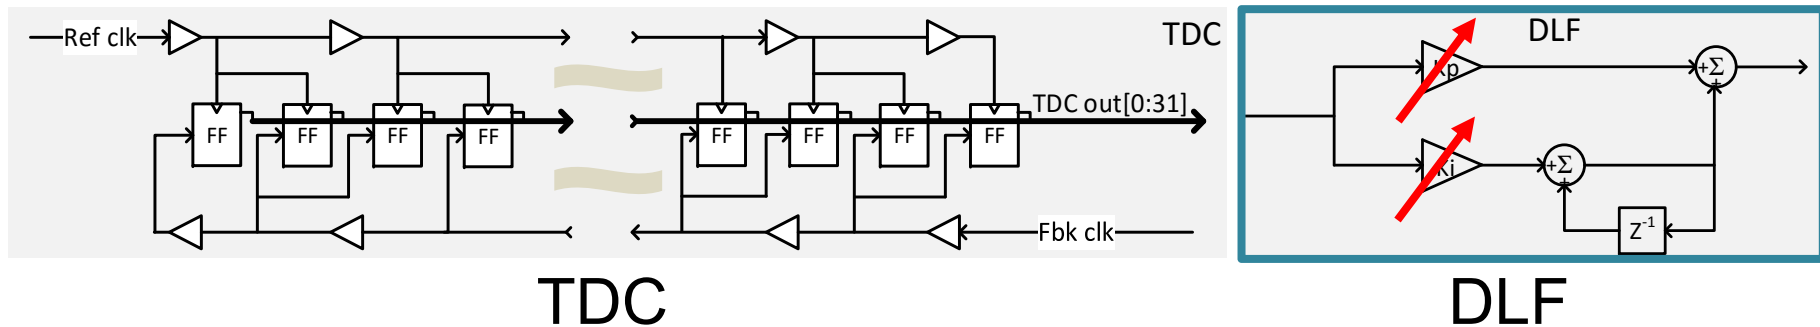 Ref clk
TDC
FF FF FF FF FF FF FF FF
TDC out[0:31]
Fbk clk
TDC
DLF
Kp
+Σ
+
Ki
+Σ
+
Z-1
DLF